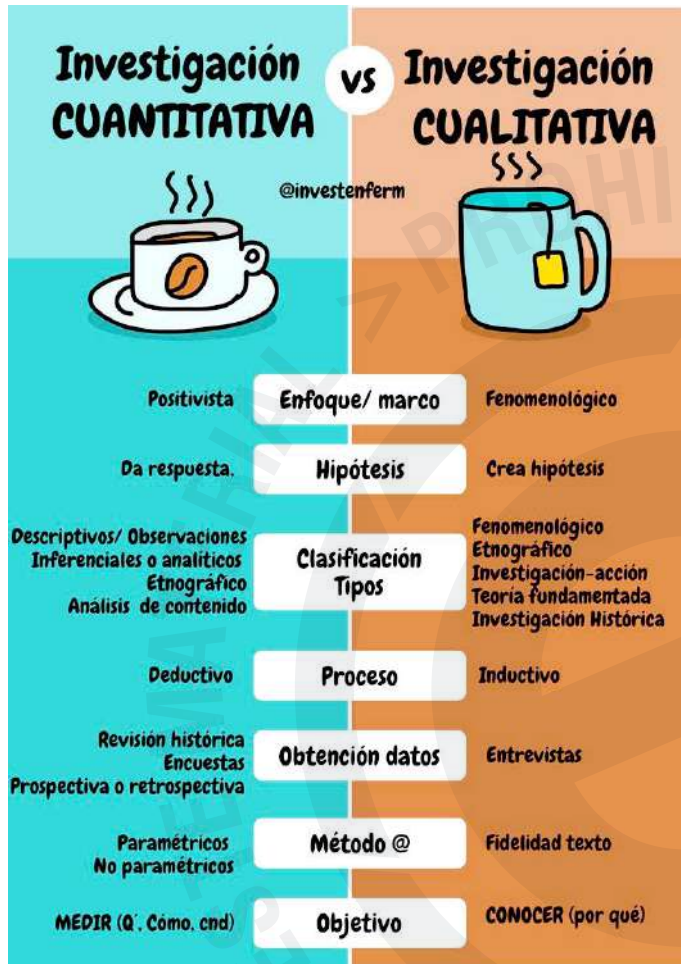 Investigación
CUANTITATIVA
vs
Investigación
CUALITATIVA
@investenferm
Positivista
Enfoque/ marco
Fenomenológico
Da respuesta.
Hipótesis
Crea hipótesis
Descriptivos/ Observaciones
Inferenciales o analíticos
Etnográfico
Análisis de contenido
Clasificación
Tipos
Fenomenológico
Etnográfico
Investigación-acción
Teoría fundamentada
Investigación Histórica
Deductivo
Proceso
Inductivo
Revisión histórica
Encuestas
Prospectiva o retrospectiva
Obtención datos
Entrevistas
Paramétricos
No paramétricos
Método @
Fidelidad texto
MEDIR (Q', Cómo, cnd)
Objetivo
CONOCER (por qué)